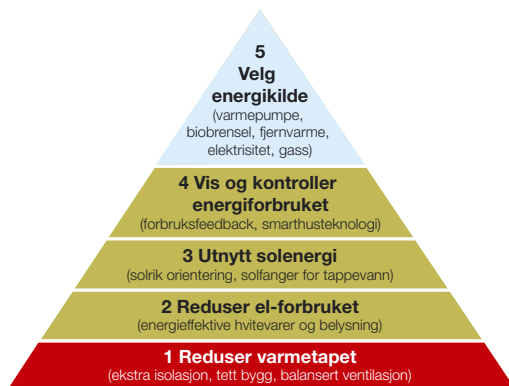 5
Velg
energikilde
(varmepumpe,
biobrensel, fjernvarme,
elektrisitet, gass)
4 Vis og kontroller
energiforbruket
(forbruksfeedback, smarthusteknologi)
3 Utnytt solenergi
(solrik orientering, solfanger for tappevann)
2 Reduser el-forbruket
(energieffektive hvitevarer og belysning)
1 Reduser varmetapet
(ekstra isolasjon, tett bygg, balansert ventilasjon)